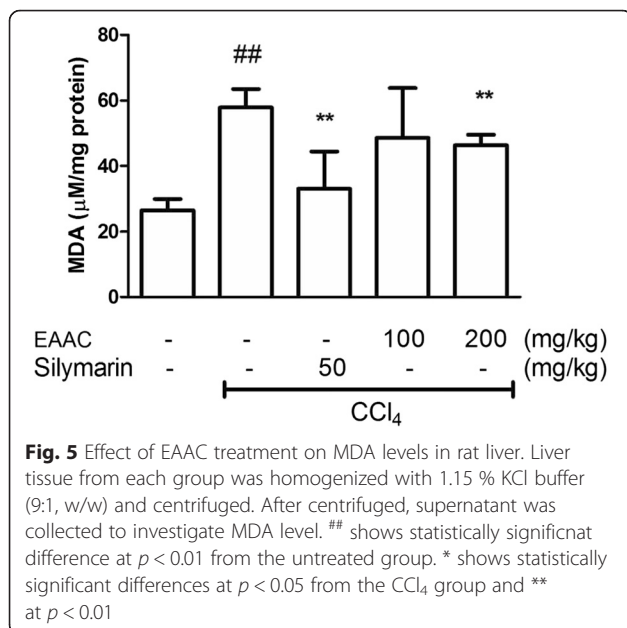 80
60
40
20
0
MDA (μM/mg protein)
##
**
**
EAAC - - - 100 200 (mg/kg)
Silymarin - - 50 - - (mg/kg)
CCl₄
Fig. 5 Effect of EAAC treatment on MDA levels in rat liver. Liver
tissue from each group was homogenized with 1.15 % KCl buffer
(9:1, w/w) and centrifuged. After centrifuged, supernatant was
collected to investigate MDA level. ## shows statistically significnat
difference at p < 0.01 from the untreated group. * shows statistically
significant differences at p < 0.05 from the CCl₄ group and **
at p < 0.01